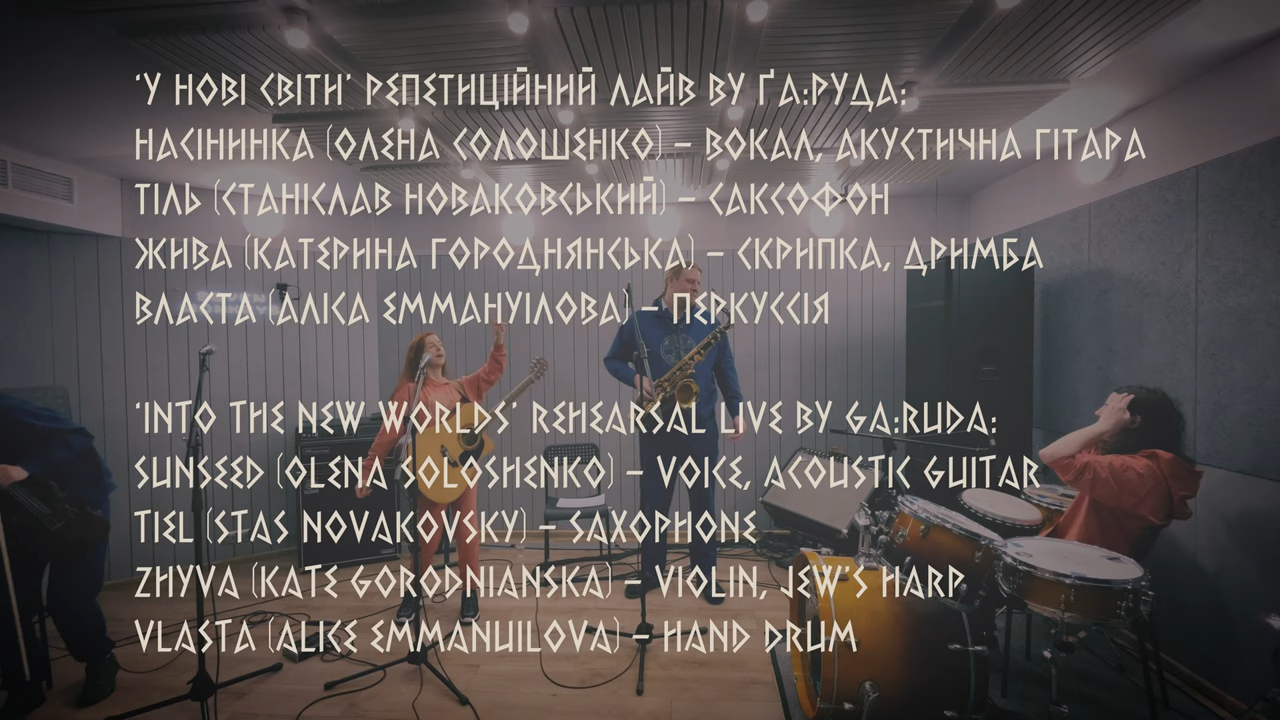 'У НОВІ СВІТИ' РЕПЕТИЦІЙНИЙ ЛАЙВ BY ҐА:РУДА:
НАСІНИНКА (ОЛЕНА СОЛОШЕНКО) – ВОКАЛ, АКУСТИЧНА ГІТАРА
ТІЛЬ (СТАНІСЛАВ НОВАКОВСЬКИЙ) – САКСОФОН
ЖИВА (КАТЕРИНА ГОРОДНЯНСЬКА) – СКРИПКА, ДРИМБА
ВЛАСТА (АЛІСА ЕММАНУІЛОВА) – ПЕРКУССІЯ
'INTO THE NEW WORLDS' REHEARSAL LIVE BY GA:RUDA:
SUNSEED (OLENA SOLOSHENKO) – VOICE, ACOUSTIC GUITAR
TIEL (STAS NOVAKOVSKY) – SAXOPHONE
ZHYVA (KATE GORODNIANSKA) – VIOLIN, JEW'S HARP
VLASTA (ALICE EMMANUILOVA) – HAND DRUM